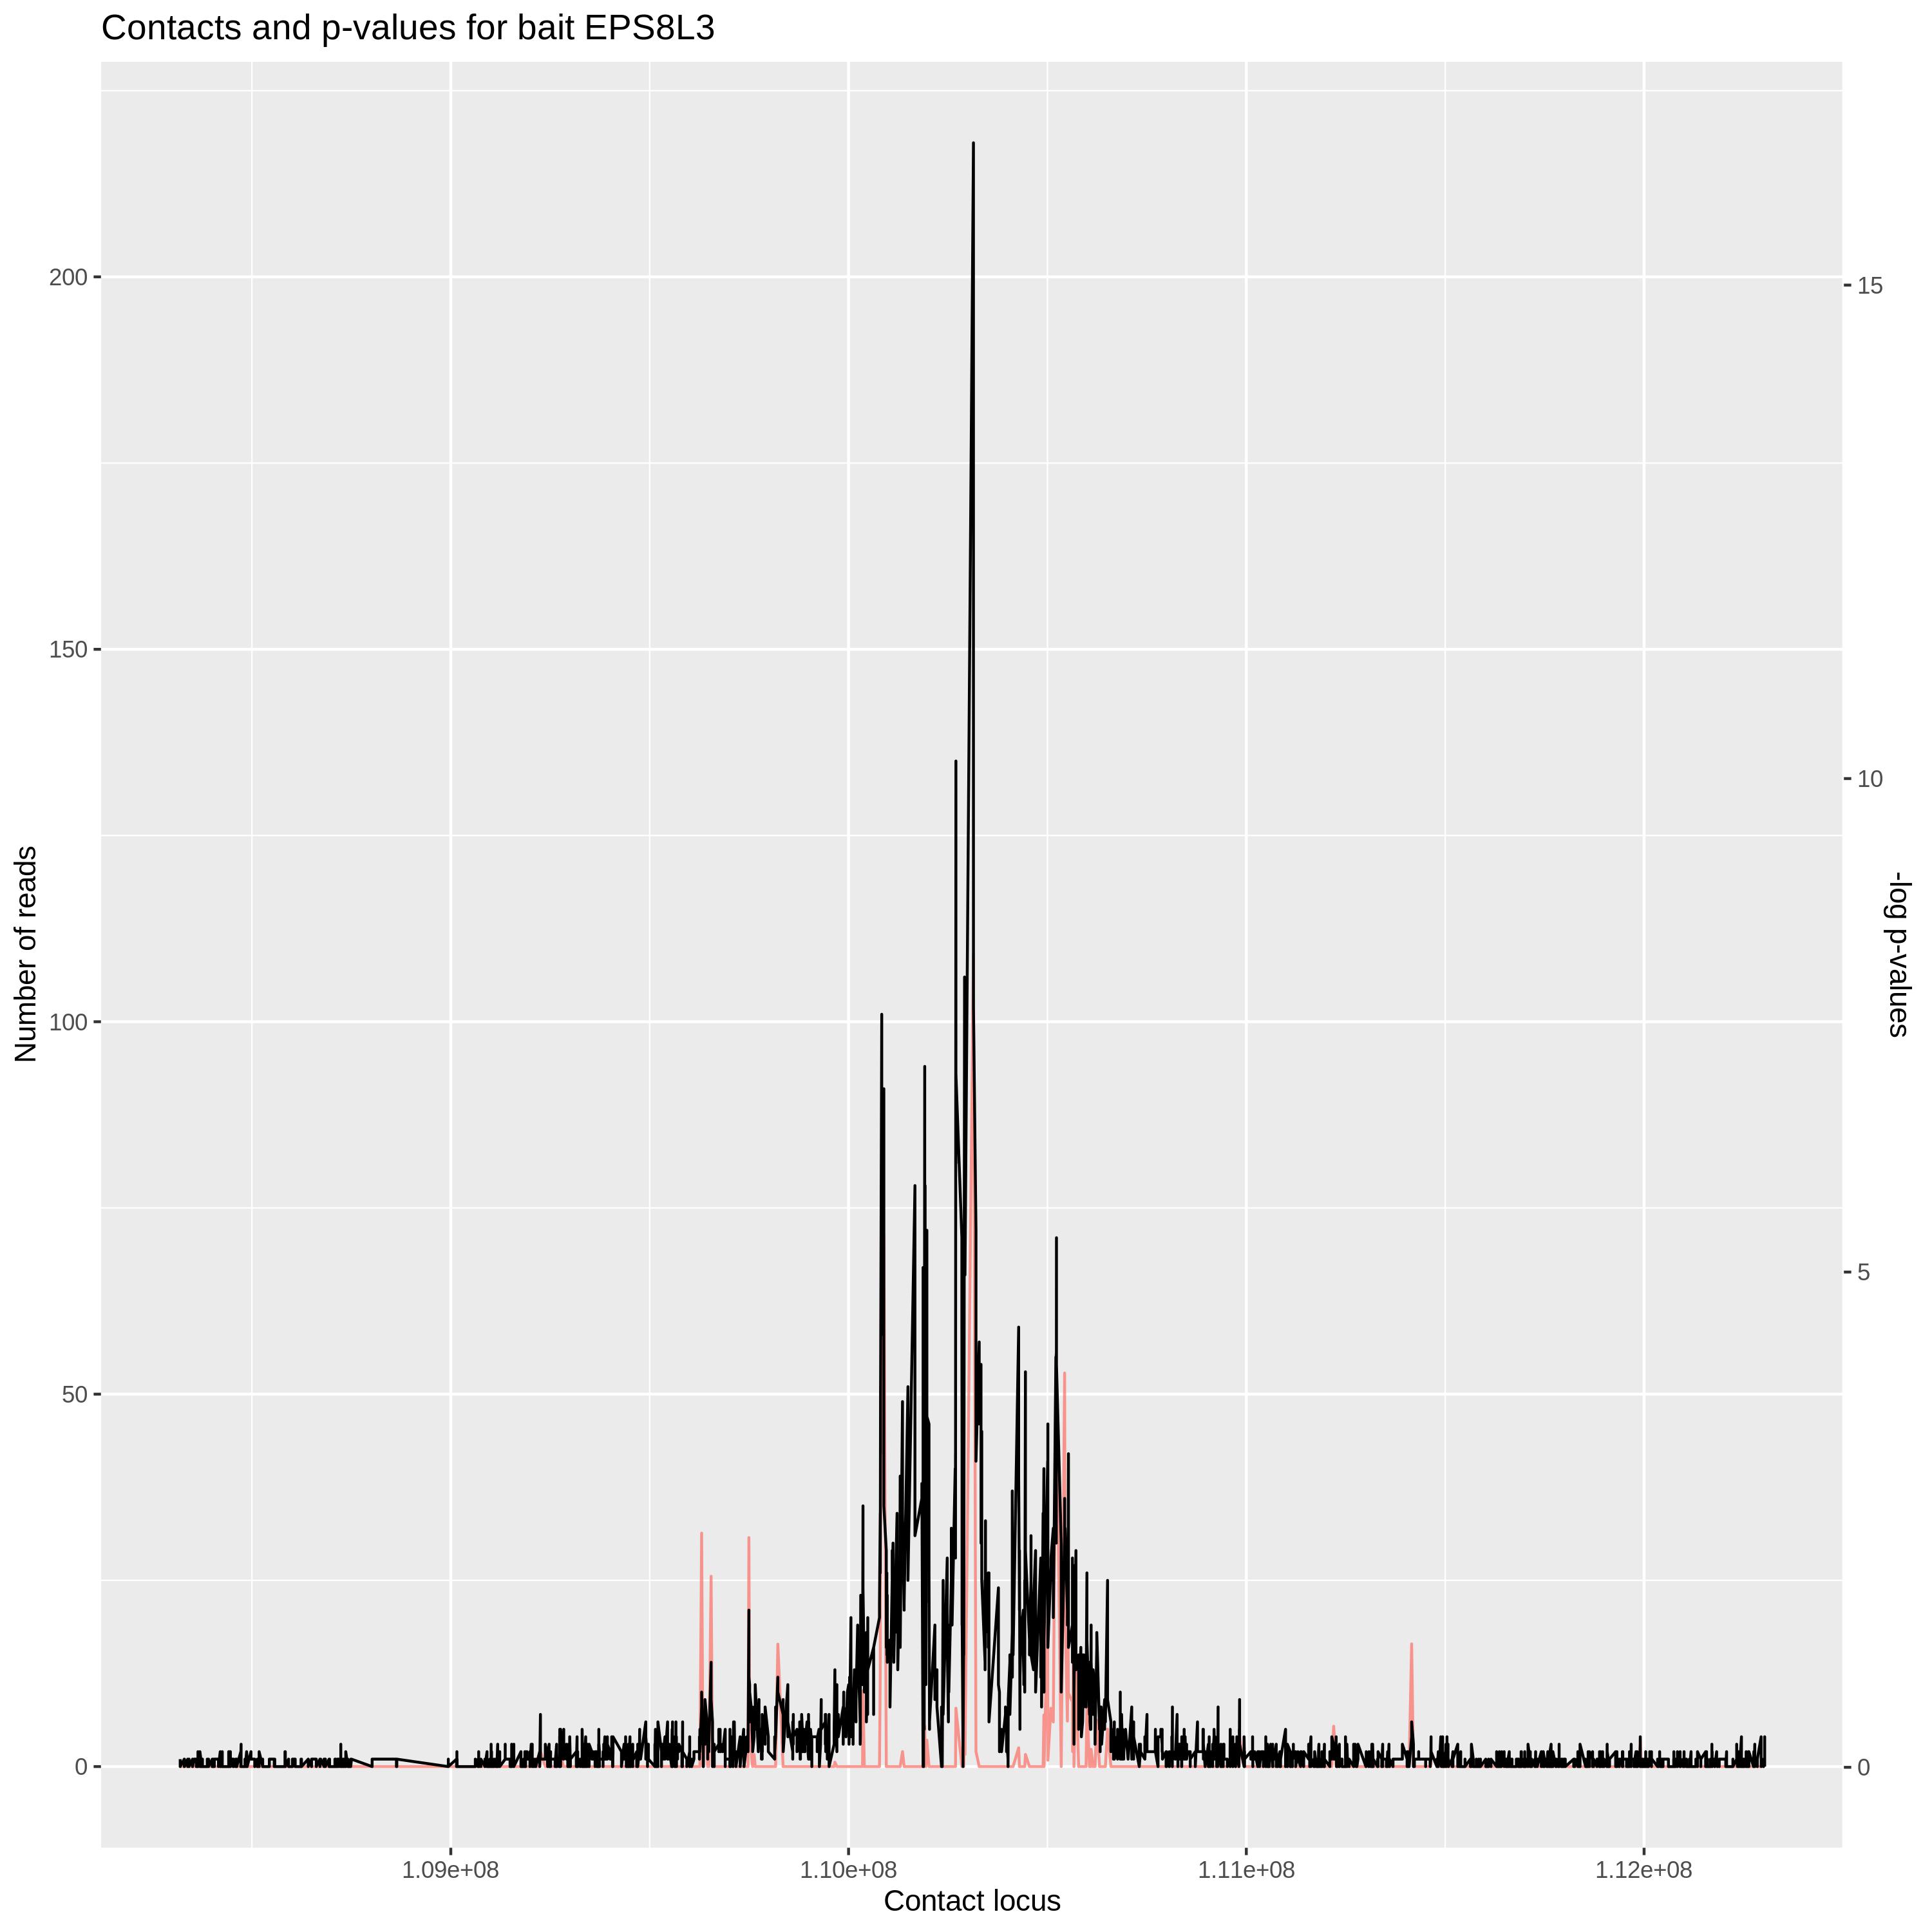 Contacts and p-values for bait EPS8L3
Number of reads
200
150
100
50
0
15
10
5
0
-log p-values
1.09e+08
1.10e+08
1.11e+08
1.12e+08
Contact locus